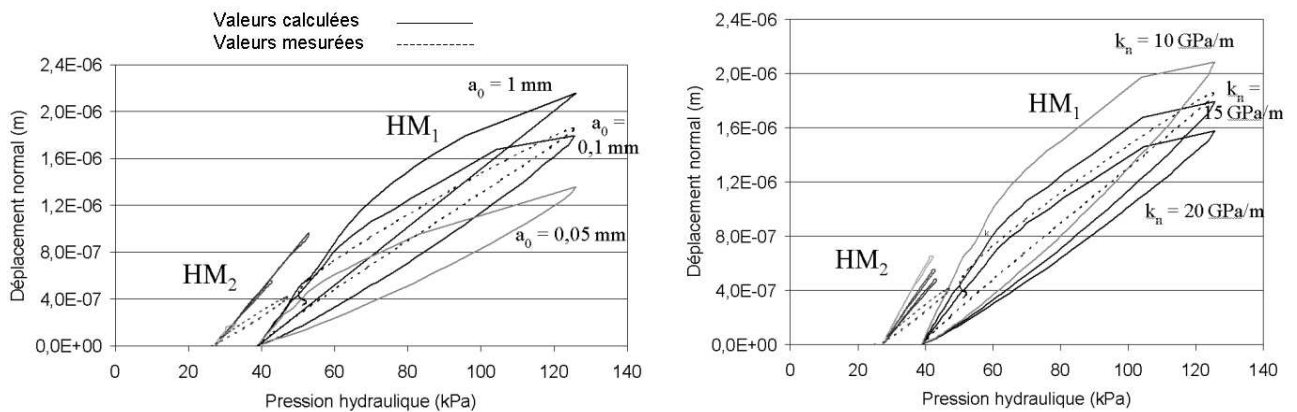 Valeurs calculées
Valeurs mesurées
Déplacement normal (m)
2,4E-06
2,0E-06
1,6E-06
1,2E-06
8,0E-07
4,0E-07
0,0E+00
a₀ = 1 mm
HM₁
a₀ =
0,1 mm
a₀ = 0,05 mm
HM₂
0 20 40 60 80 100 120 140
Pression hydraulique (kPa)
Déplacement normal (m)
2,4E-06
2,0E-06
1,6E-06
1,2E-06
8,0E-07
4,0E-07
0,0E+00
kₙ = 10 GPa/m
HM₁
kₙ =
15 GPa/m
k
kₙ = 20 GPa/m
HM₂
0 20 40 60 80 100 120 140
Pression hydraulique (kPa)